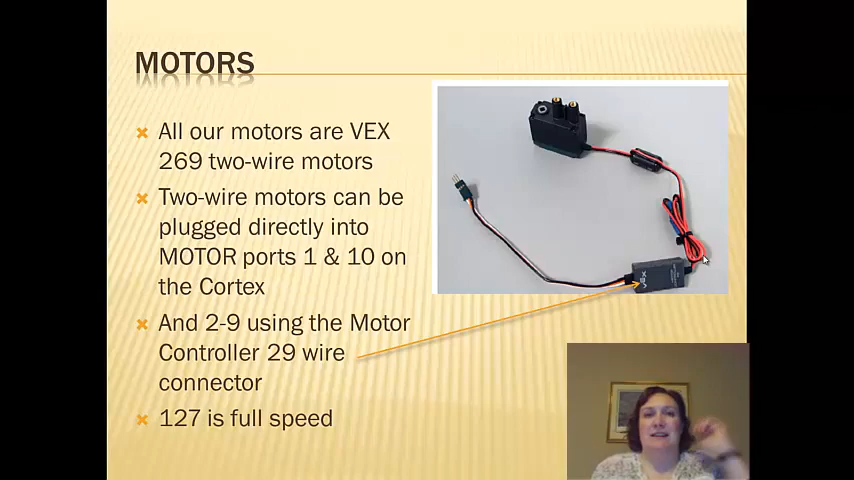 MOTORS
All our motors are VEX
269 two-wire motors
Two-wire motors can be
plugged directly into
MOTOR ports 1 & 10 on
the Cortex
And 2-9 using the Motor
Controller 29 wire
connector
127 is full speed
VEX